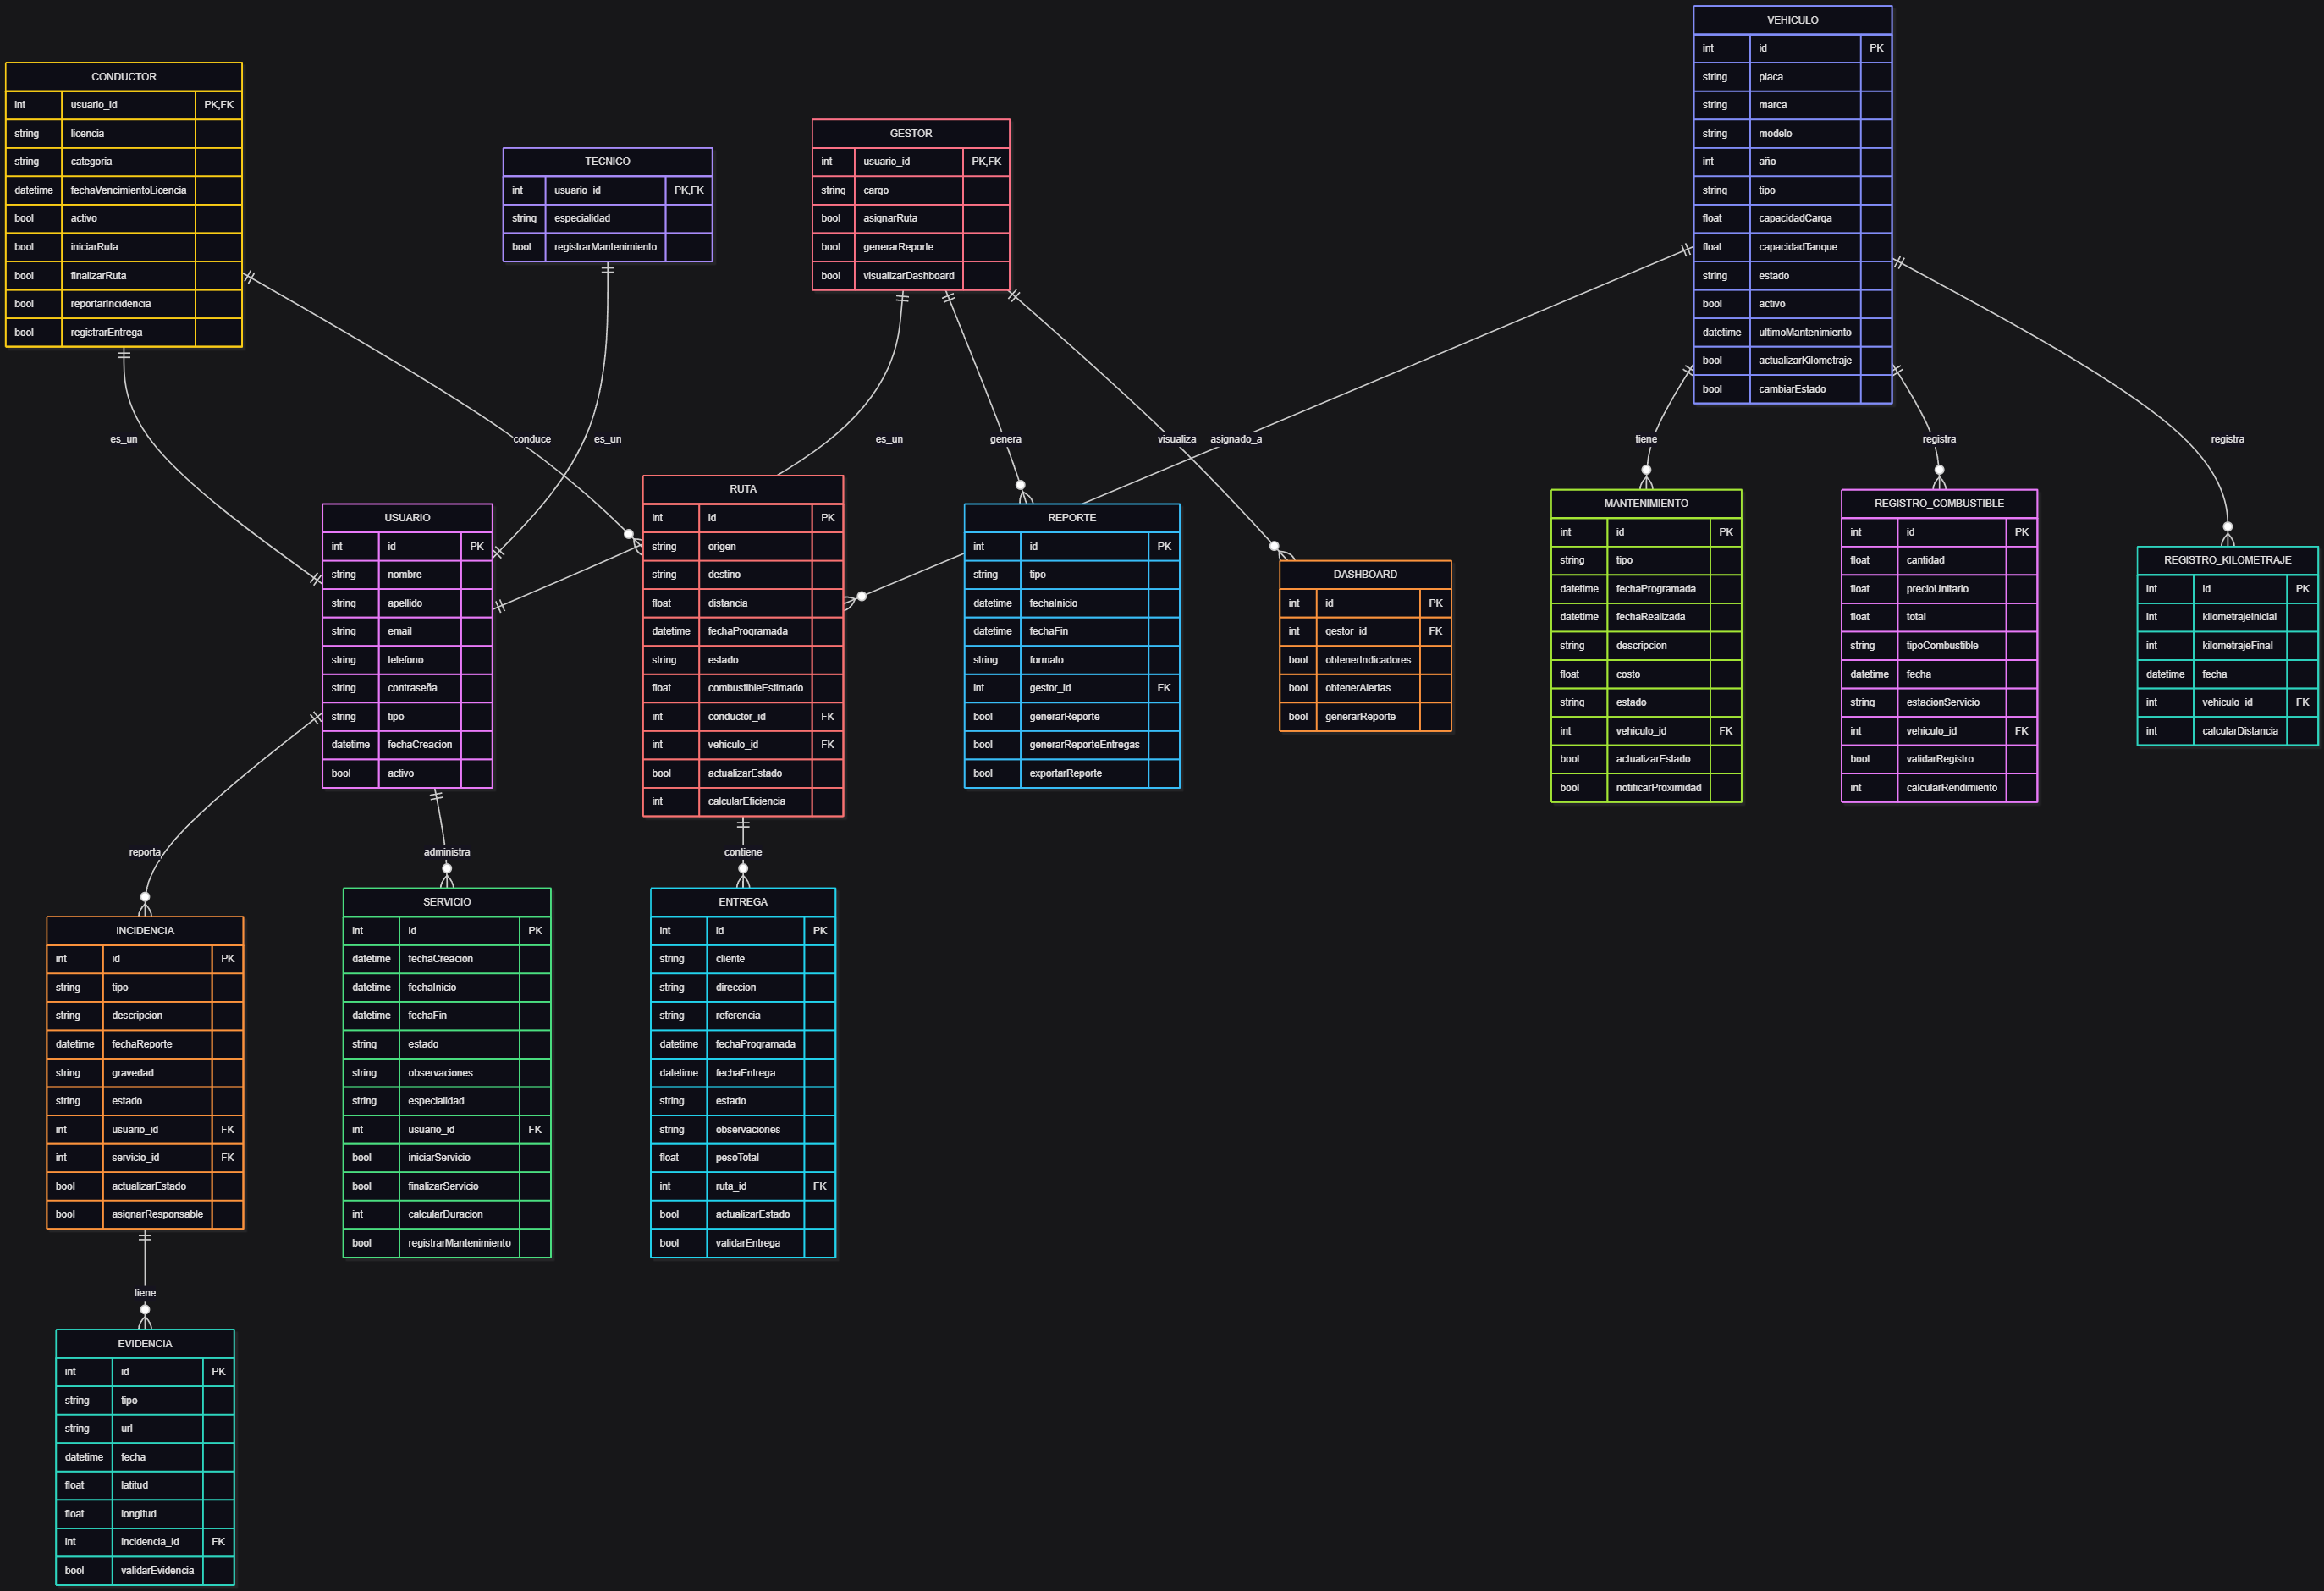 VEHICULO
int id PK
string placa
string marca
string modelo
int año
string tipo
float capacidadCarga
float capacidadTanque
string estado
bool activo
datetime ultimoMantenimiento
bool actualizarKilometraje
bool cambiarEstado
CONDUCTOR
int usuario_id PK,FK
string licencia
string categoria
datetime fechaVencimientoLicencia
bool activo
bool iniciarRuta
bool finalizarRuta
bool reportarIncidencia
bool registrarEntrega
TECNICO
int usuario_id PK,FK
string especialidad
bool registrarMantenimiento
GESTOR
int usuario_id PK,FK
string cargo
bool asignarRuta
bool generarReporte
bool visualizarDashboard
es_un
conduce
es_un
es_un
genera
visualiza
asignado_a
tiene
registra
registra
USUARIO
int id PK
string nombre
string apellido
string email
string telefono
string contraseña
string tipo
datetime fechaCreacion
bool activo
RUTA
int id PK
string origen
string destino
float distancia
datetime fechaProgramada
string estado
float combustibleEstimado
int conductor_id FK
int vehiculo_id FK
bool actualizarEstado
int calcularEficiencia
REPORTE
int id PK
string tipo
datetime fechaInicio
datetime fechaFin
string formato
int gestor_id FK
bool generarReporte
bool generarReporteEntregas
bool exportarReporte
DASHBOARD
int id PK
int gestor_id FK
bool obtenerIndicadores
bool obtenerAlertas
bool generarReporte
MANTENIMIENTO
int id PK
string tipo
datetime fechaProgramada
datetime fechaRealizada
string descripcion
float costo
string estado
int vehiculo_id FK
bool actualizarEstado
bool notificarProximidad
REGISTRO_COMBUSTIBLE
int id PK
float cantidad
float precioUnitario
float total
string tipoCombustible
datetime fecha
string estacionServicio
int vehiculo_id FK
bool validarRegistro
int calcularRendimiento
REGISTRO_KILOMETRAJE
int id PK
int kilometrajeInicial
int kilometrajeFinal
datetime fecha
int vehiculo_id FK
int calcularDistancia
reporta
administra
contiene
INCIDENCIA
int id PK
string tipo
string descripcion
datetime fechaReporte
string gravedad
string estado
int usuario_id FK
int servicio_id FK
bool actualizarEstado
bool asignarResponsable
SERVICIO
int id PK
datetime fechaCreacion
datetime fechaInicio
datetime fechaFin
string estado
string observaciones
string especialidad
int usuario_id FK
bool iniciarServicio
bool finalizarServicio
int calcularDuracion
bool registrarMantenimiento
ENTREGA
int id PK
string cliente
string direccion
string referencia
datetime fechaProgramada
datetime fechaEntrega
string estado
string observaciones
float pesoTotal
int ruta_id FK
bool actualizarEstado
bool validarEntrega
tiene
EVIDENCIA
int id PK
string tipo
string url
datetime fecha
float latitud
float longitud
int incidencia_id FK
bool validarEvidencia